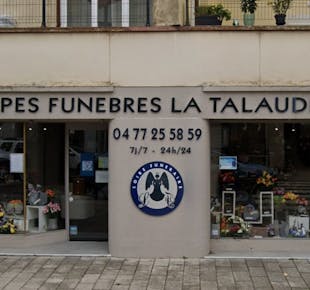 PES FUNEBRES LA TALAUD
04 77 25 58 59
7j/7 - 24h/24